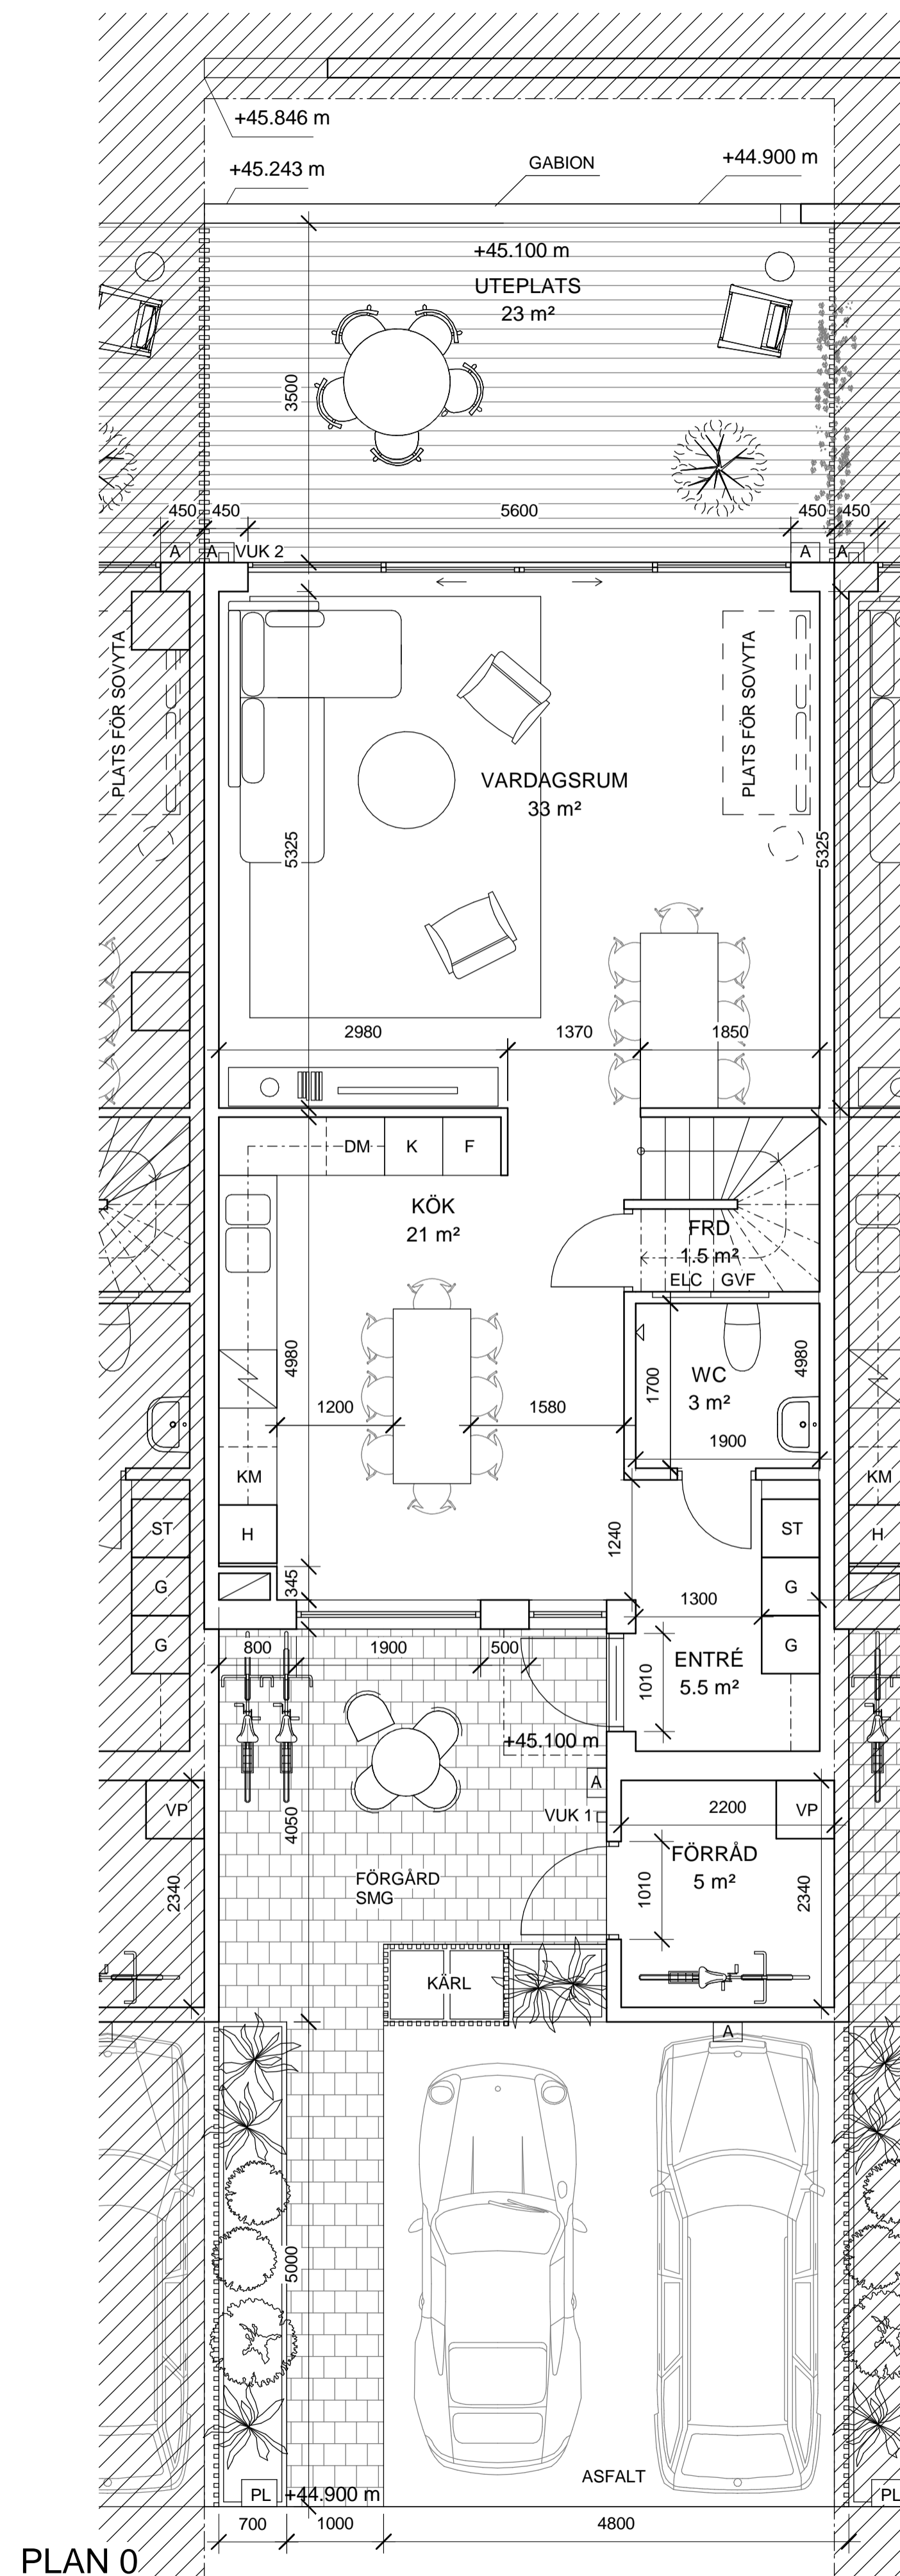 +45.846 m
+45.243 m
GABION
+44.900 m
+45.100 m
UTEPLATS
23 m²
3500
450 450 5600 450 450
A A VUK 2 A A
PLATS FÖR SOVYTA
PLATS FÖR SOVYTA
VARDAGSRUM
33 m²
5325
5325
2980 1370 1850
DM K F
KÖK
21 m²
FRD
1.5 m²
ELC GVF
4980
1700
WC
3 m²
4980
1200 1580
1900
KM
KM
ST
H
1240
ST
H
G
345
1300
G
G
800 1900 500
1010
ENTRÉ
5.5 m²
G
+45.100 m
A
VP
4050
VUK 1
2200
VP
2340
FÖRGÅRD
SMG
1010
FÖRRÅD
5 m²
2340
KÄRL
A
5000
ASFALT
PL +44.900 m
PL
700 1000 4800
PLAN 0